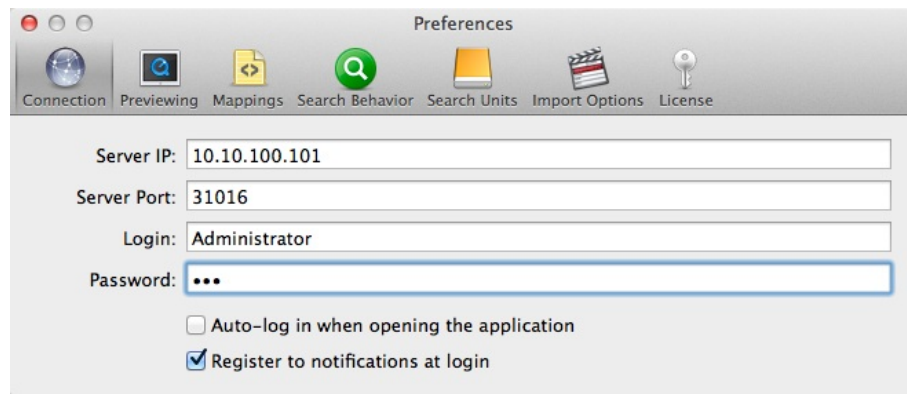 Preferences
Connection Previewing Mappings Search Behavior Search Units Import Options License
Server IP: 10.10.100.101
Server Port: 31016
Login: Administrator
Password: •••
Auto-log in when opening the application
Register to notifications at login